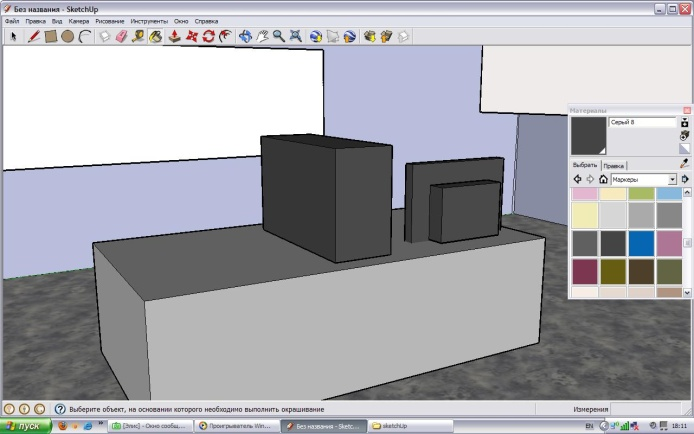 Без названия - SketchUp
Файл Правка Вид Камера Рисование Инструменты Окно Справка
Материалы
Серый 8
Выбрать Правка
Маркеры
Выберите объект, на основании которого необходимо выполнить окрашивание
Измерения
пуск
[Элис] - Окно сообщ...
Проигрыватель Win...
Без названия - Sketc...
sketchUp
EN
18:11